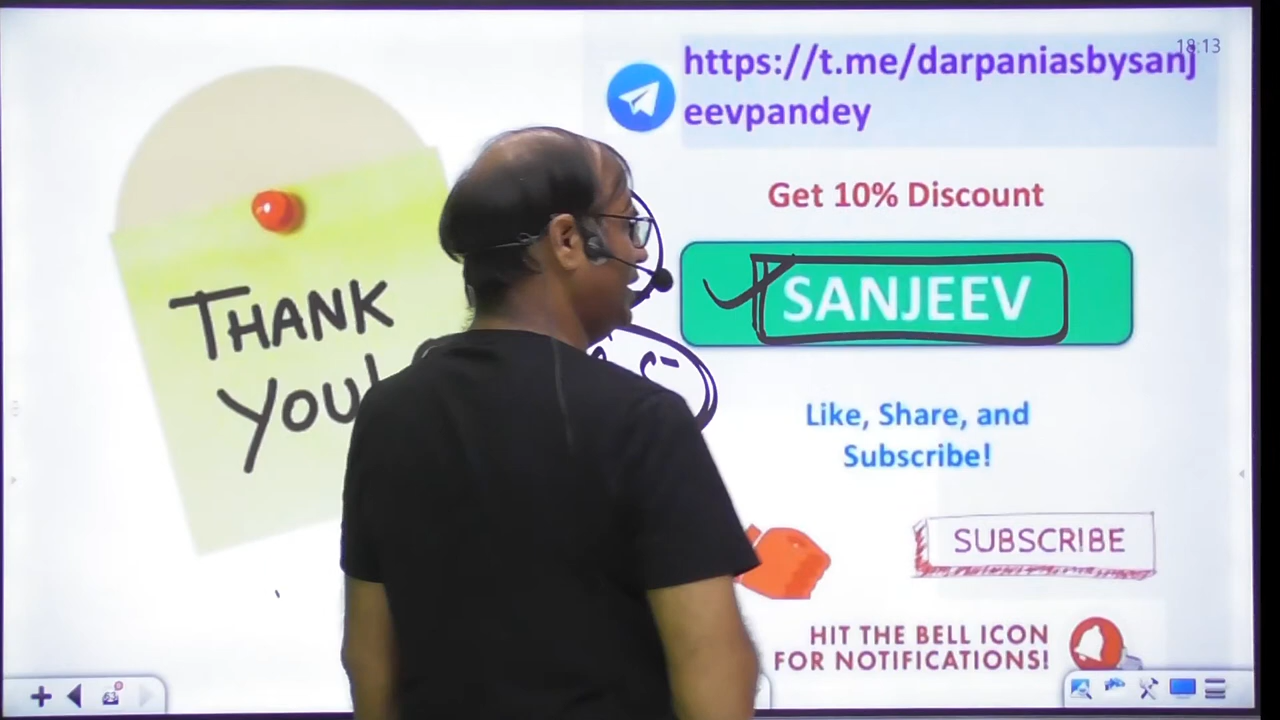 18:13
https://t.me/darpaniasbysanj
eevpandey
Get 10% Discount
SANJEEV
THANK
YOU!
Like, Share, and
Subscribe!
SUBSCRIBE
HIT THE BELL ICON
FOR NOTIFICATIONS!